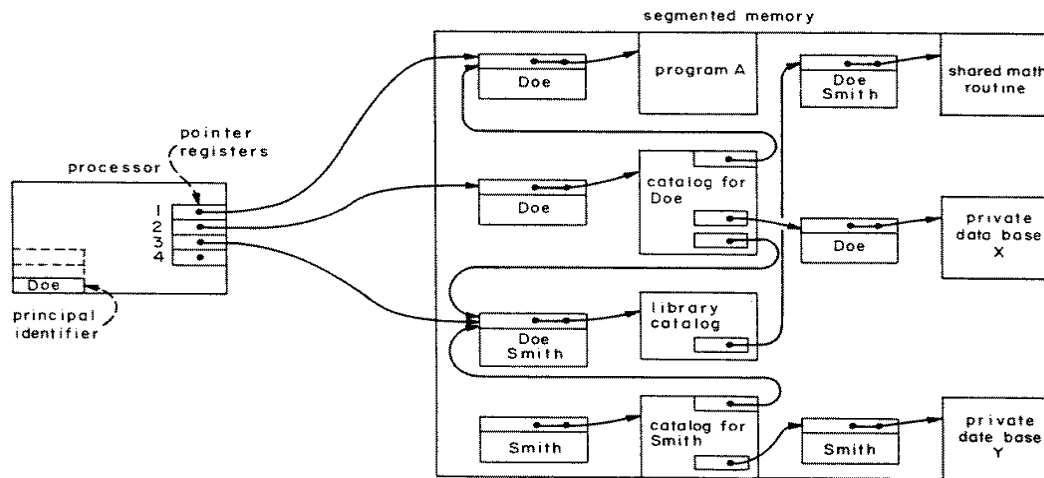 segmented memory
program A
Doe
Doe
Smith
shared math
routine
pointer
registers
processor
1
2
3
4
Doe
principal
identifier
catalog for
Doe
Doe
Doe
private
data base
X
library
catalog
Doe
Smith
catalog for
Smith
Smith
Smith
private
date base
Y